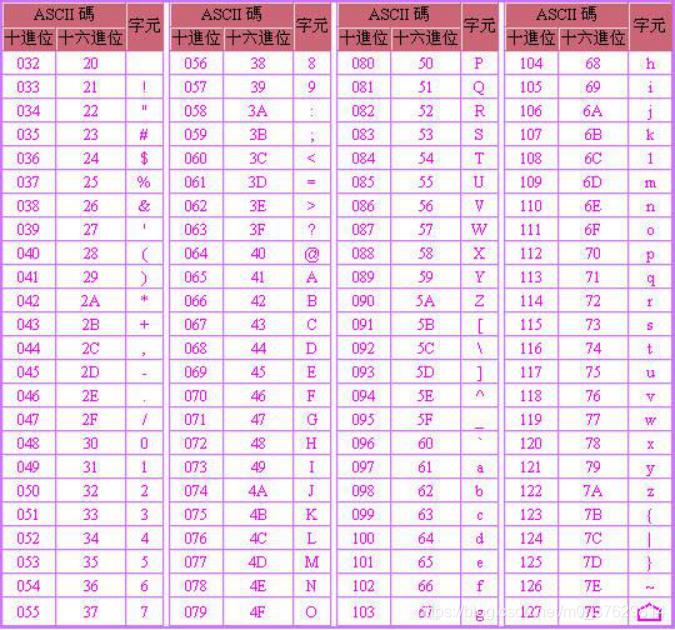 ASCII 碼 字元 ASCII 碼 字元 ASCII 碼 字元 ASCII 碼 字元
十進位 十六進位 十進位 十六進位 十進位 十六進位 十進位 十六進位
032 20 056 38 8 080 50 P 104 68 h
033 21 ! 057 39 9 081 51 Q 105 69 i
034 22 " 058 3A : 082 52 R 106 6A j
035 23 # 059 3B ; 083 53 S 107 6B k
036 24 $ 060 3C < 084 54 T 108 6C l
037 25 % 061 3D = 085 55 U 109 6D m
038 26 & 062 3E > 086 56 V 110 6E n
039 27 ' 063 3F ? 087 57 W 111 6F o
040 28 ( 064 40 @ 088 58 X 112 70 p
041 29 ) 065 41 A 089 59 Y 113 71 q
042 2A * 066 42 B 090 5A Z 114 72 r
043 2B + 067 43 C 091 5B [ 115 73 s
044 2C , 068 44 D 092 5C \ 116 74 t
045 2D - 069 45 E 093 5D ] 117 75 u
046 2E . 070 46 F 094 5E ^ 118 76 v
047 2F / 071 47 G 095 5F _ 119 77 w
048 30 0 072 48 H 096 60 ` 120 78 x
049 31 1 073 49 I 097 61 a 121 79 y
050 32 2 074 4A J 098 62 b 122 7A z
051 33 3 075 4B K 099 63 c 123 7B {
052 34 4 076 4C L 100 64 d 124 7C |
053 35 5 077 4D M 101 65 e 125 7D }
054 36 6 078 4E N 102 66 f 126 7E ~
055 37 7 079 4F O 103 67 g 127 7F